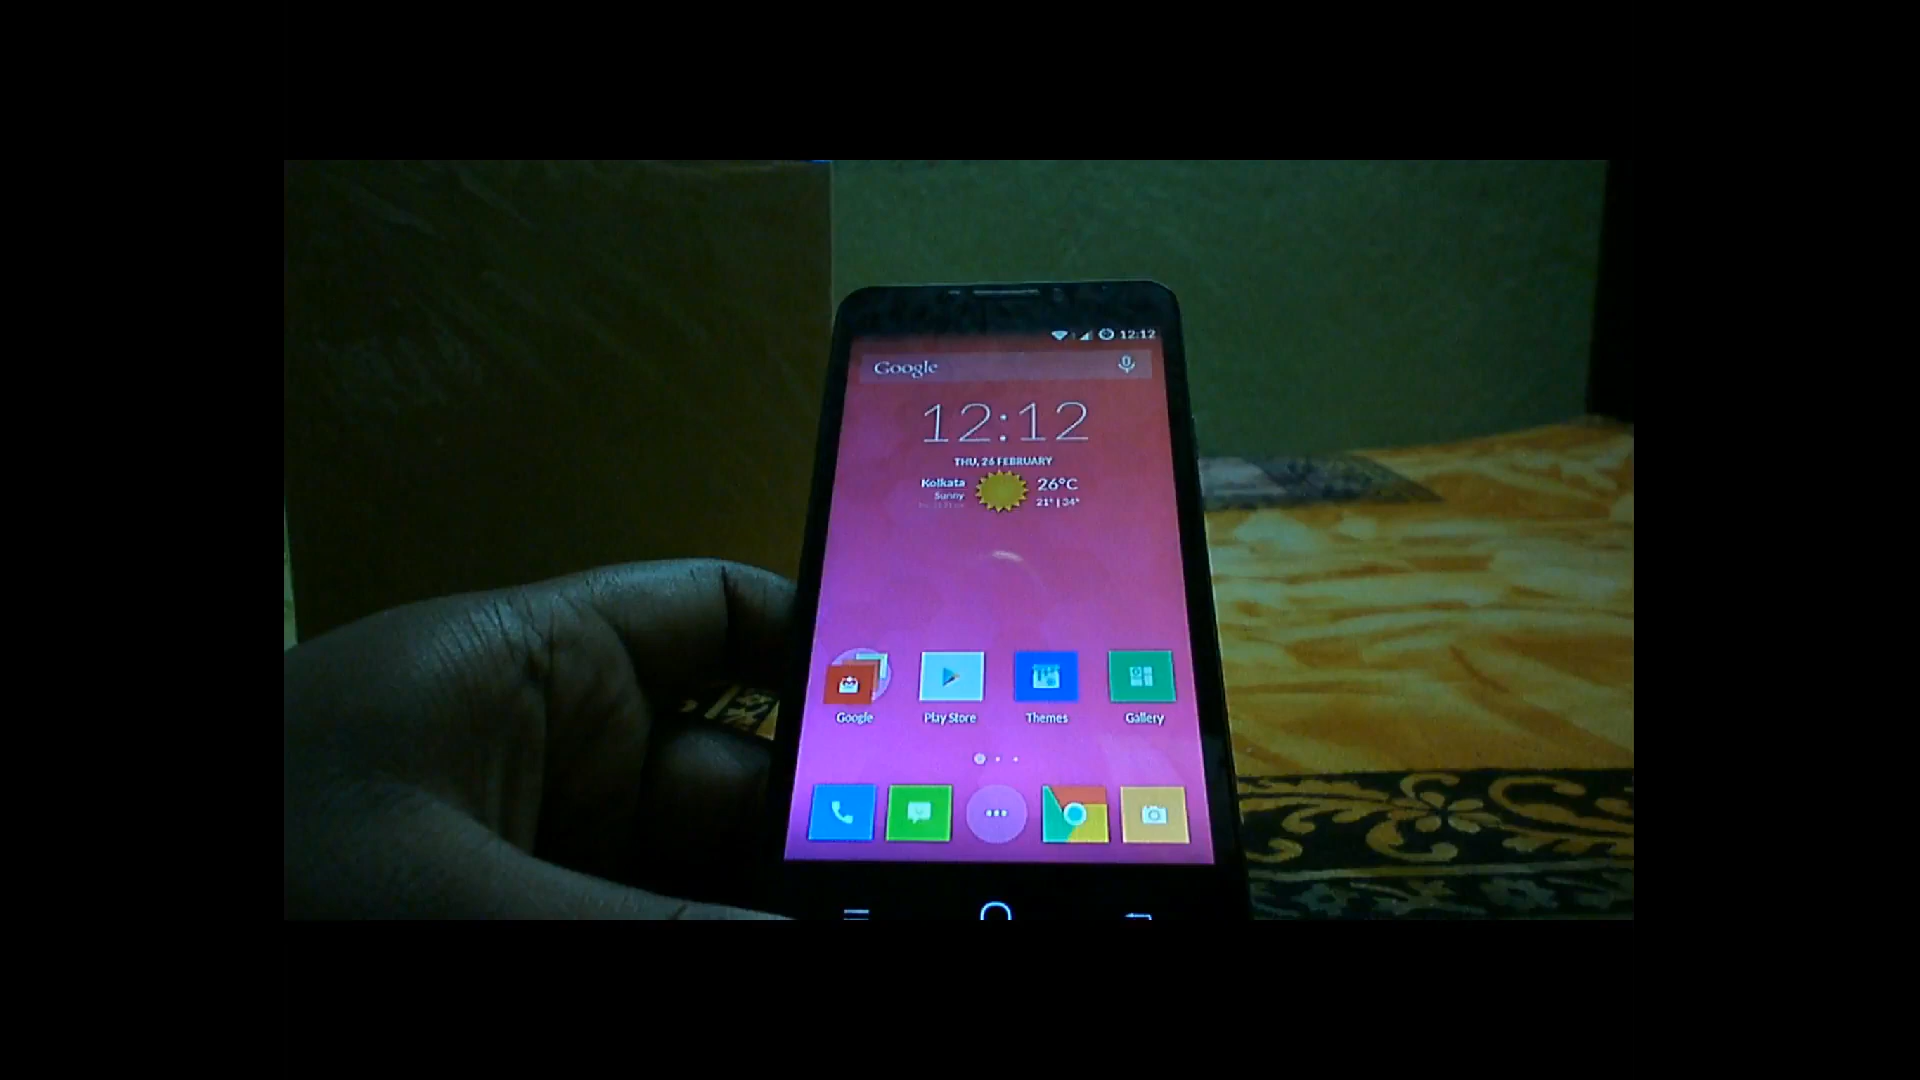 12:12
Google
12:12
THU, 26 FEBRUARY
Kolkata
Sunny
26°C
21° | 34°
Google
Play Store
Themes
Gallery